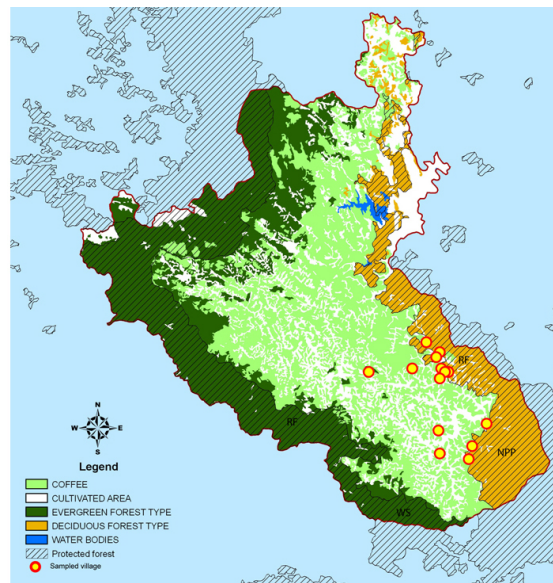 RF
RF
NPP
WS
N
W E
S
Legend
COFFEE
CULTIVATED AREA
EVERGREEN FOREST TYPE
DECIDUOUS FOREST TYPE
WATER BODIES
Protected forest
Sampled village